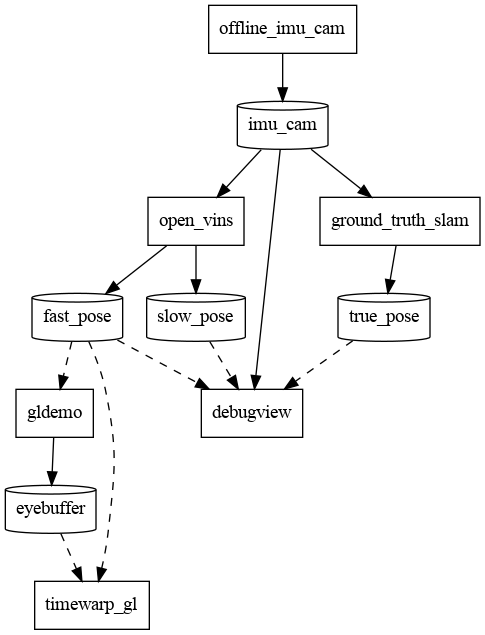 offline_imu_cam
imu_cam
open_vins
ground_truth_slam
fast_pose
slow_pose
true_pose
gldemo
debugview
eyebuffer
timewarp_gl